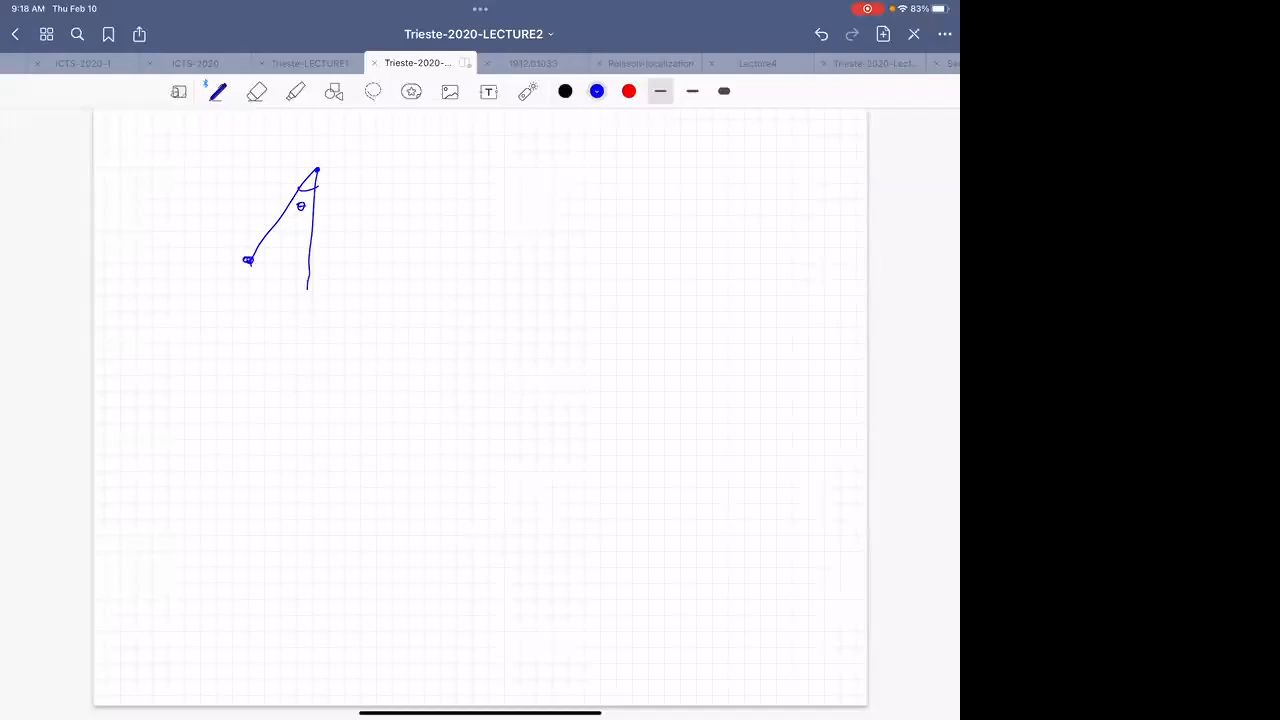 9:18 AM Thu Feb 10
83%
Trieste-2020-LECTURE2
ICTS-2020-1
ICTS-2020
Trieste-LECTURE1
Trieste-2020-...
1912.01033
Poisson-localization
Lecture4
Trieste-2020-Lect...
T
θ